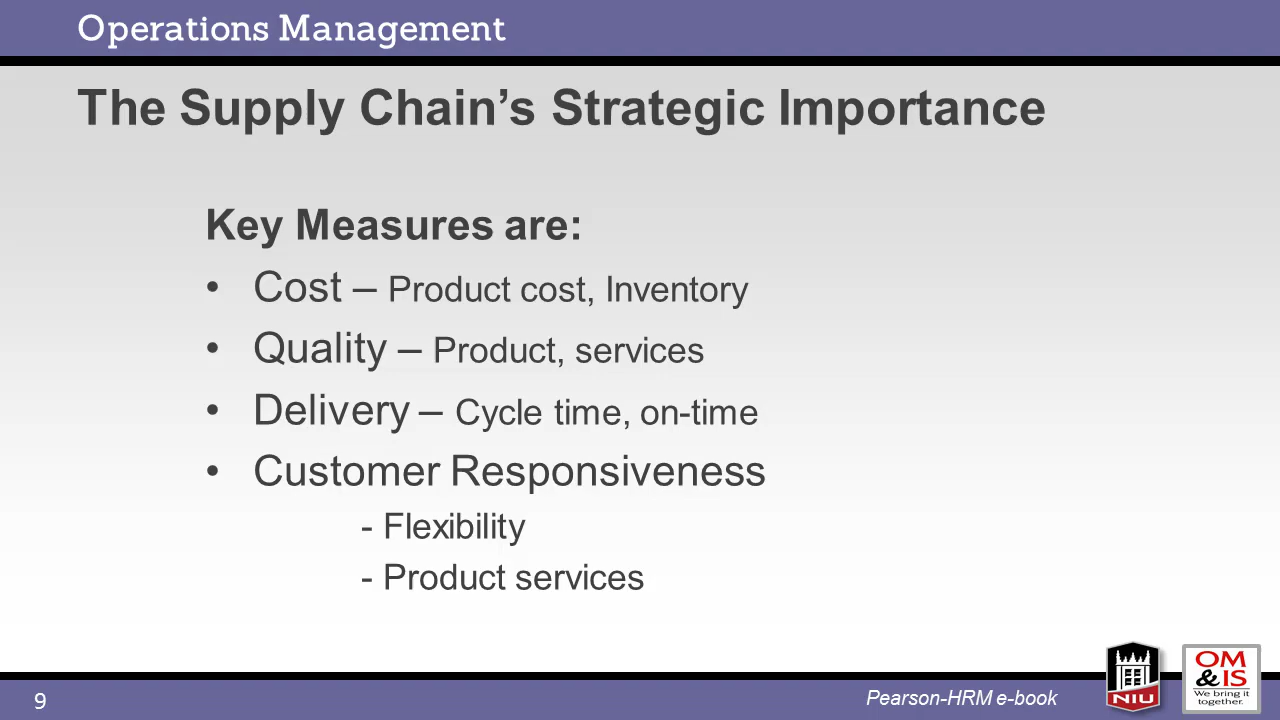 Operations Management
The Supply Chain’s Strategic Importance
Key Measures are:
• Cost – Product cost, Inventory
• Quality – Product, services
• Delivery – Cycle time, on-time
• Customer Responsiveness
- Flexibility
- Product services
9
Pearson-HRM e-book
NIU
OM
&IS
We bring it
together.